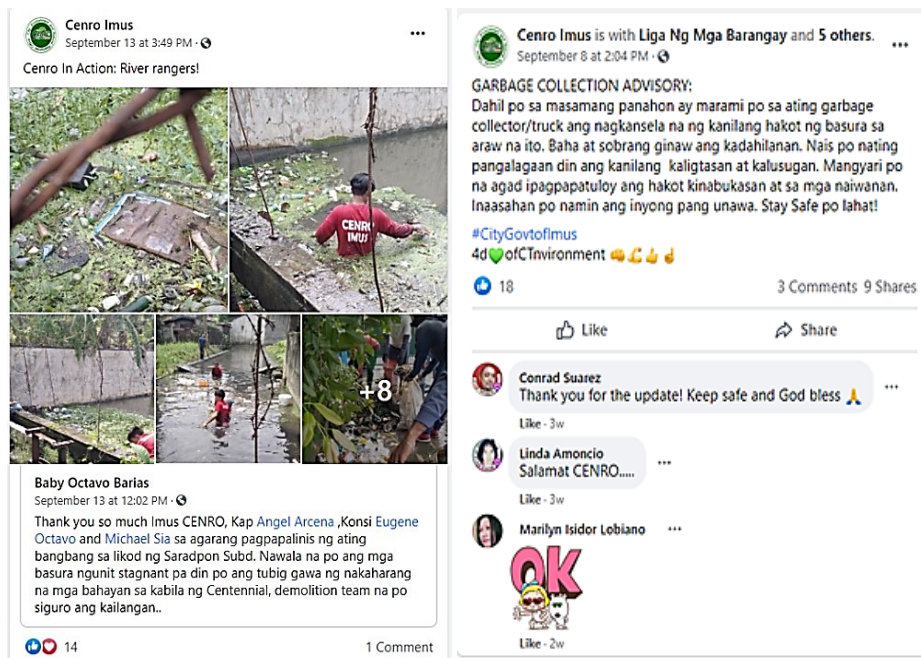 Cenro Imus
September 13 at 3:49 PM
Cenro In Action: River rangers!
CENRO
IMUS
+8
Baby Octavo Barias
September 13 at 12:02 PM
Thank you so much Imus CENRO, Kap Angel Arcena ,Konsi Eugene
Octavo and Michael Sia sa agarang pagpapalinis ng ating
bangbang sa likod ng Saradpon Subd. Nawala na po ang mga
basura ngunit stagnant pa din po ang tubig gawa ng nakaharang
na mga bahayan sa kabila ng Centennial, demolition team na po
siguro ang kailangan..
14
1 Comment
Cenro Imus is with Liga Ng Mga Barangay and 5 others.
September 8 at 2:04 PM
GARBAGE COLLECTION ADVISORY:
Dahil po sa masamang panahon ay marami po sa ating garbage
collector/truck ang nagkansela na ng kanilang hakot ng basura sa
araw na ito. Baha at sobrang ginaw ang kadahilanan. Nais po nating
pangalagaan din ang kanilang kaligtasan at kalusugan. Mangyari po
na agad ipagpapatuloy ang hakot kinabukasan at sa mga naiwanan.
Inaasahan po namin ang inyong pang unawa. Stay Safe po lahat!
#CityGovtofImus
4d💚ofCTnvironment 👊💪👍☝
18
3 Comments 9 Shares
Like
Share
Conrad Suarez
Thank you for the update! Keep safe and God bless 🙏
Like · 3w
Linda Amoncio
Salamat CENRO.....
Like · 3w
Marilyn Isidor Lobiano
OK
Like · 2w